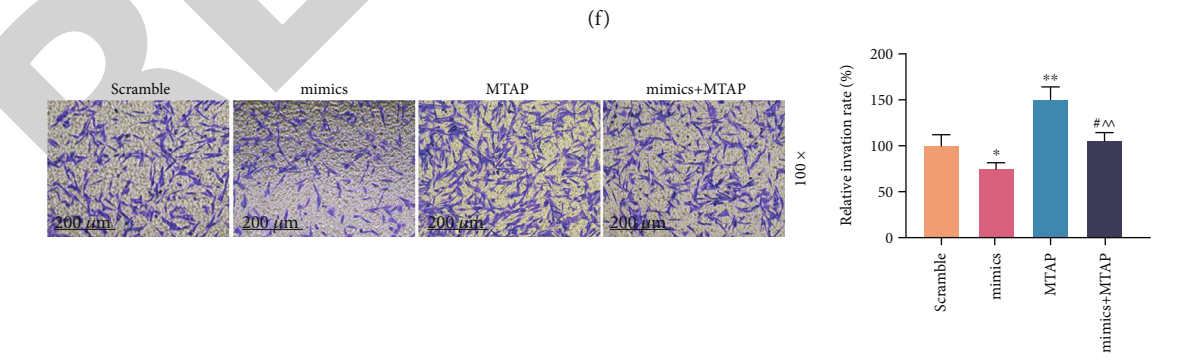 (f)
Scramble
mimics
MTAP
mimics+MTAP
200 μm
200 μm
200 μm
200 μm
100 ×
Relative invation rate (%)
200
150
100
50
0
*
**
#^^
Scramble
mimics
MTAP
mimics+MTAP